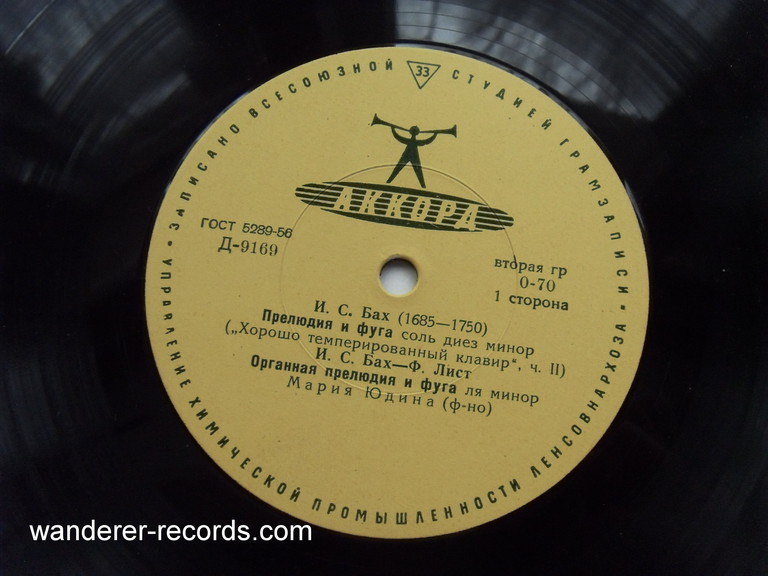 ЗАПИСАНО ВСЕСОЮЗНОЙ 33 СТУДИЕЙ ГРАМЗАПИСИ
АККОРД
ГОСТ 5289-56
Д-9169
вторая гр
0-70
1 сторона
И. С. Бах (1685—1750)
Прелюдия и фуга соль диез минор
(„Хорошо темперированный клавир“, ч. II)
И. С. Бах—Ф. Лист
Органная прелюдия и фуга ля минор
Мария Юдина (ф-но)
УПРАВЛЕНИЕ ХИМИЧЕСКОЙ ПРОМЫШЛЕННОСТИ ЛЕНСОВНАРХОЗА
wanderer-records.com